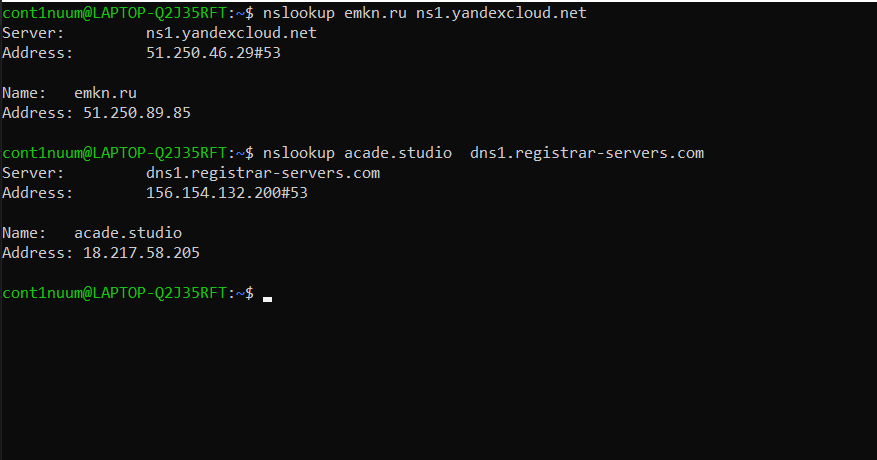 cont1nuum@LAPTOP-Q2J35RFT:~$ nslookup emkn.ru ns1.yandexcloud.net
Server:         ns1.yandexcloud.net
Address:        51.250.46.29#53
Name:   emkn.ru
Address: 51.250.89.85
cont1nuum@LAPTOP-Q2J35RFT:~$ nslookup acade.studio  dns1.registrar-servers.com
Server:         dns1.registrar-servers.com
Address:        156.154.132.200#53
Name:   acade.studio
Address: 18.217.58.205
cont1nuum@LAPTOP-Q2J35RFT:~$